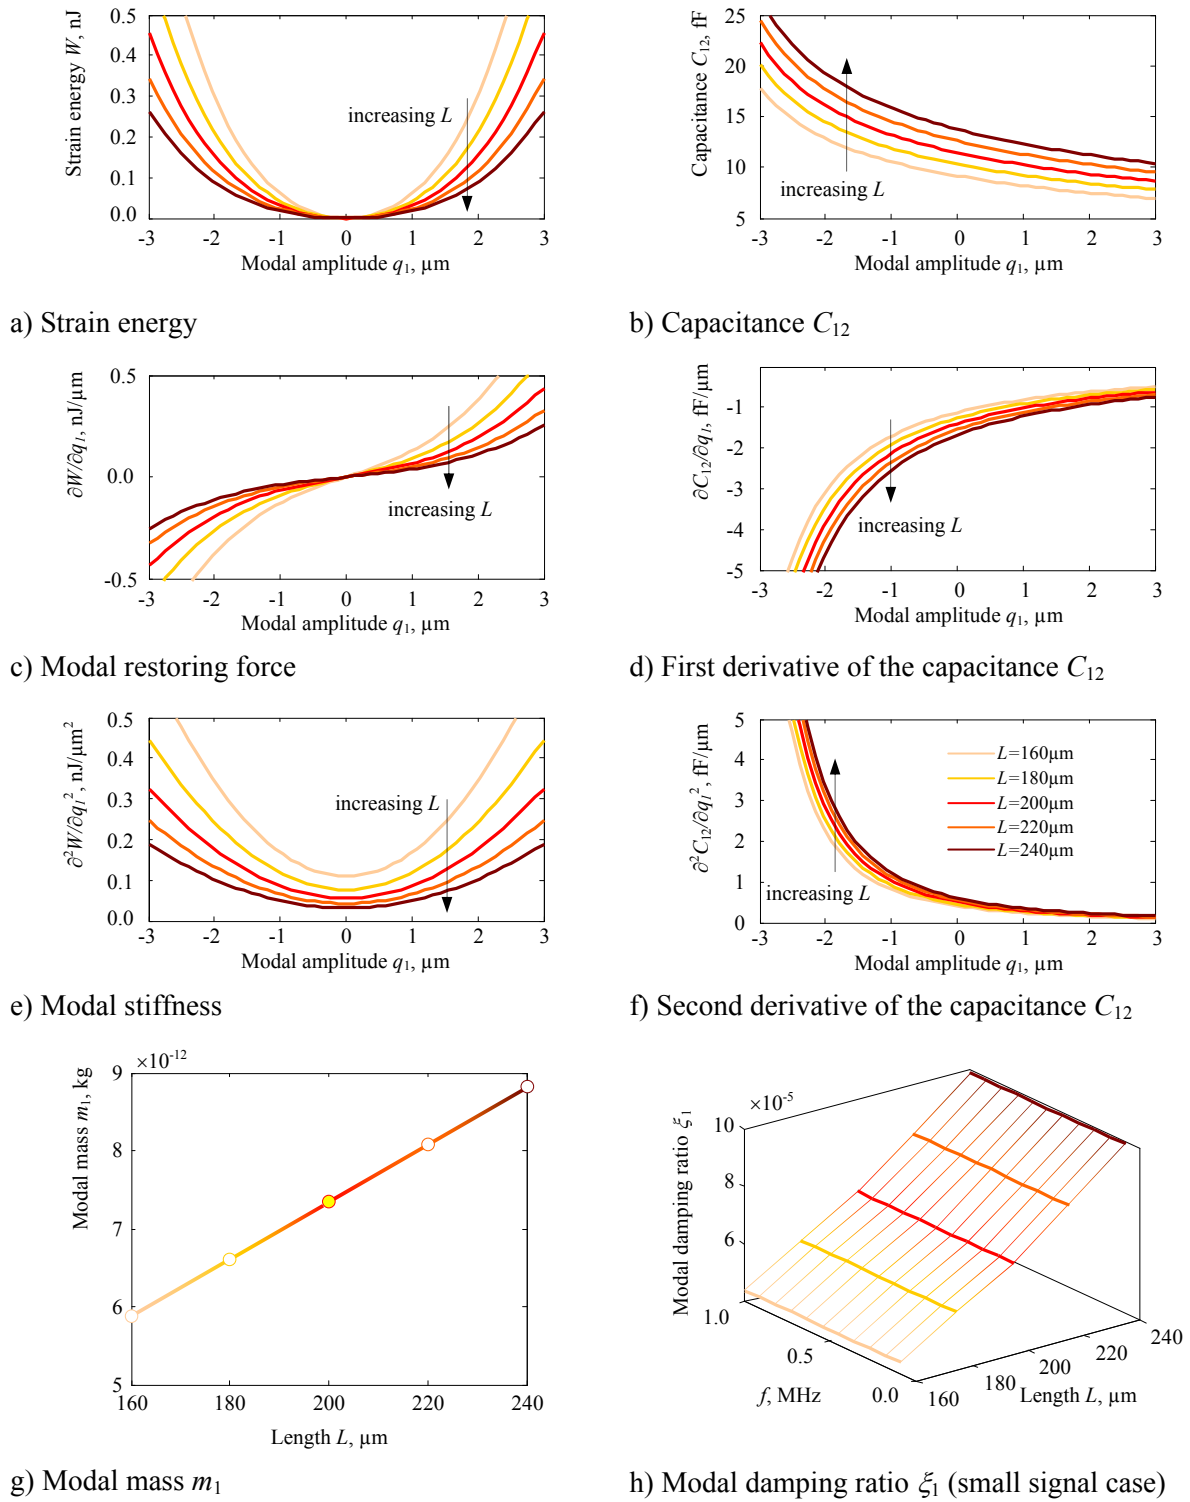 Strain energy W, nJ
0.5
0.4
0.3
0.2
0.1
0.0
increasing L
-3 -2 -1 0 1 2 3
Modal amplitude q₁, µm
a) Strain energy
Capacitance C₁₂, fF
25
20
15
10
5
increasing L
-3 -2 -1 0 1 2 3
Modal amplitude q₁, µm
b) Capacitance C₁₂
∂W/∂q₁, nJ/µm
0.5
0.0
-0.5
increasing L
-3 -2 -1 0 1 2 3
Modal amplitude q₁, µm
c) Modal restoring force
∂C₁₂/∂q₁, fF/µm
-1
-2
-3
-4
-5
increasing L
-3 -2 -1 0 1 2 3
Modal amplitude q₁, µm
d) First derivative of the capacitance C₁₂
∂²W/∂q₁², nJ/µm²
0.5
0.4
0.3
0.2
0.1
0.0
increasing L
-3 -2 -1 0 1 2 3
Modal amplitude q₁, µm
e) Modal stiffness
∂²C₁₂/∂q₁², fF/µm
5
4
3
2
1
0
L=160µm
L=180µm
L=200µm
L=220µm
L=240µm
increasing L
-3 -2 -1 0 1 2 3
Modal amplitude q₁, µm
f) Second derivative of the capacitance C₁₂
×10⁻¹²
Modal mass m₁, kg
9
8
7
6
5
160 180 200 220 240
Length L, µm
g) Modal mass m₁
×10⁻⁵
Modal damping ratio ξ₁
10
8
6
1.0
0.5
0.0
f, MHz
160
180
200
220
240
Length L, µm
h) Modal damping ratio ξ₁ (small signal case)